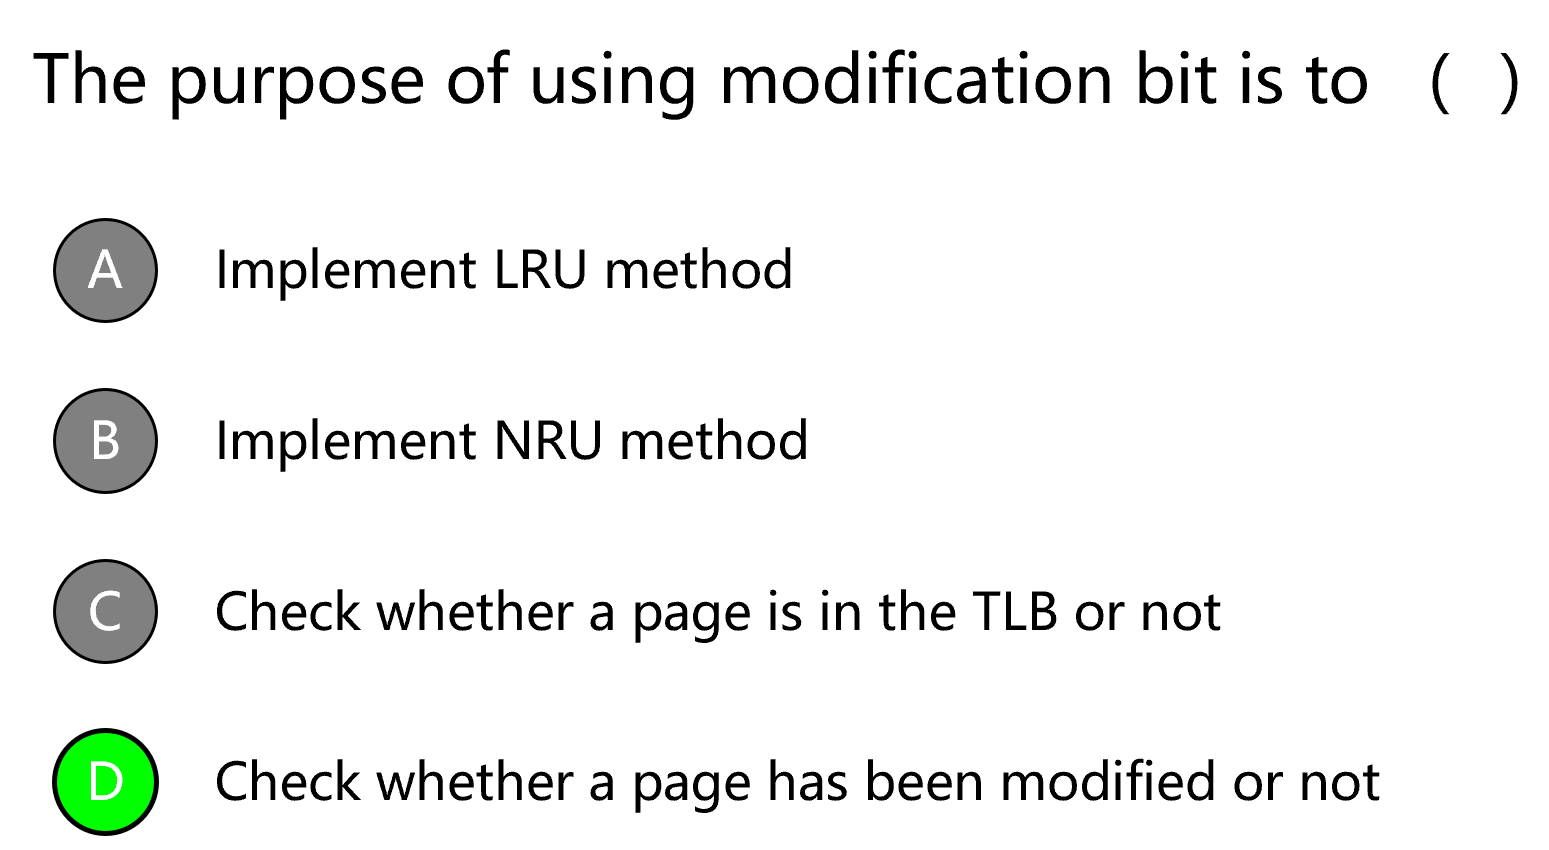 The purpose of using modification bit is to （ ）
A Implement LRU method
B Implement NRU method
C Check whether a page is in the TLB or not
D Check whether a page has been modified or not